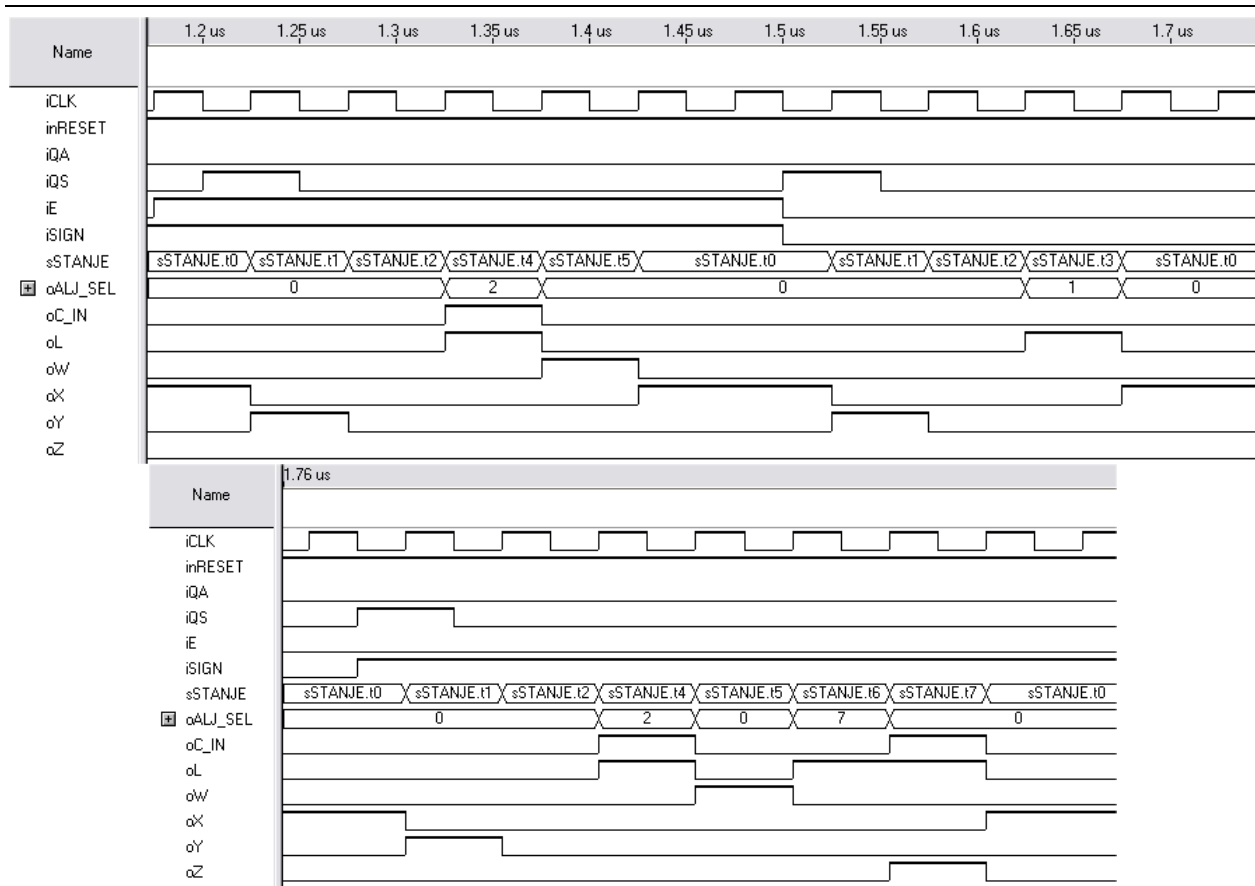 1.2 us 1.25 us 1.3 us 1.35 us 1.4 us 1.45 us 1.5 us 1.55 us 1.6 us 1.65 us 1.7 us
Name
iCLK
inRESET
iQA
iQS
iE
iSIGN
sSTANJE sSTANJE.t0 sSTANJE.t1 sSTANJE.t2 sSTANJE.t4 sSTANJE.t5 sSTANJE.t0 sSTANJE.t1 sSTANJE.t2 sSTANJE.t3 sSTANJE.t0
oALJ_SEL 0 2 0 1 0
oC_IN
oL
oW
oX
oY
oZ
1.76 us
Name
iCLK
inRESET
iQA
iQS
iE
iSIGN
sSTANJE sSTANJE.t0 sSTANJE.t1 sSTANJE.t2 sSTANJE.t4 sSTANJE.t5 sSTANJE.t6 sSTANJE.t7 sSTANJE.t0
oALJ_SEL 0 2 0 7 0
oC_IN
oL
oW
oX
oY
oZ